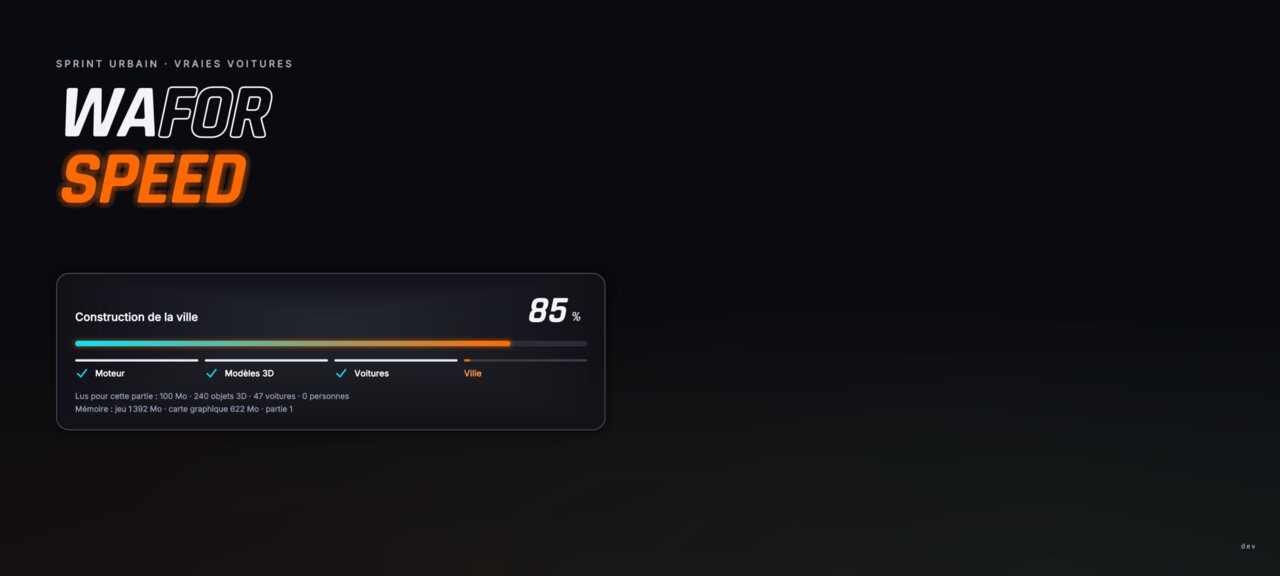 SPRINT URBAIN · VRAIES VOITURES
WAFOR
SPEED
Construction de la ville
85 %
Moteur
Modèles 3D
Voitures
Ville
Lus pour cette partie : 100 Mo · 240 objets 3D · 47 voitures · 0 personnes
Mémoire : jeu 1 392 Mo · carte graphique 622 Mo · partie 1
dev